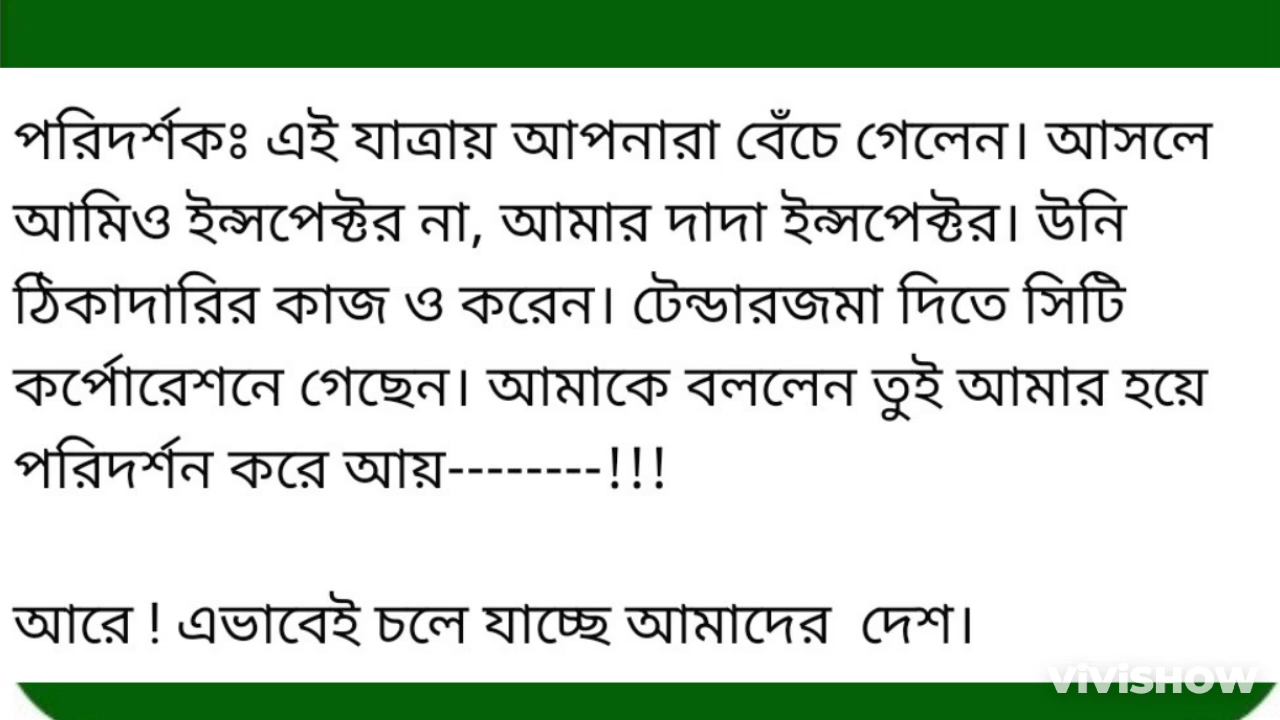 পরিদর্শকঃ এই যাত্রায় আপনারা বেঁচে গেলেন। আসলে
আমিও ইন্সপেক্টর না, আমার দাদা ইন্সপেক্টর। উনি
ঠিকাদারির কাজ ও করেন। টেন্ডারজমা দিতে সিটি
কর্পোরেশনে গেছেন। আমাকে বললেন তুই আমার হয়ে
পরিদর্শন করে আয়--------!!!
আরে ! এভাবেই চলে যাচ্ছে আমাদের দেশ।
ViViSHOW